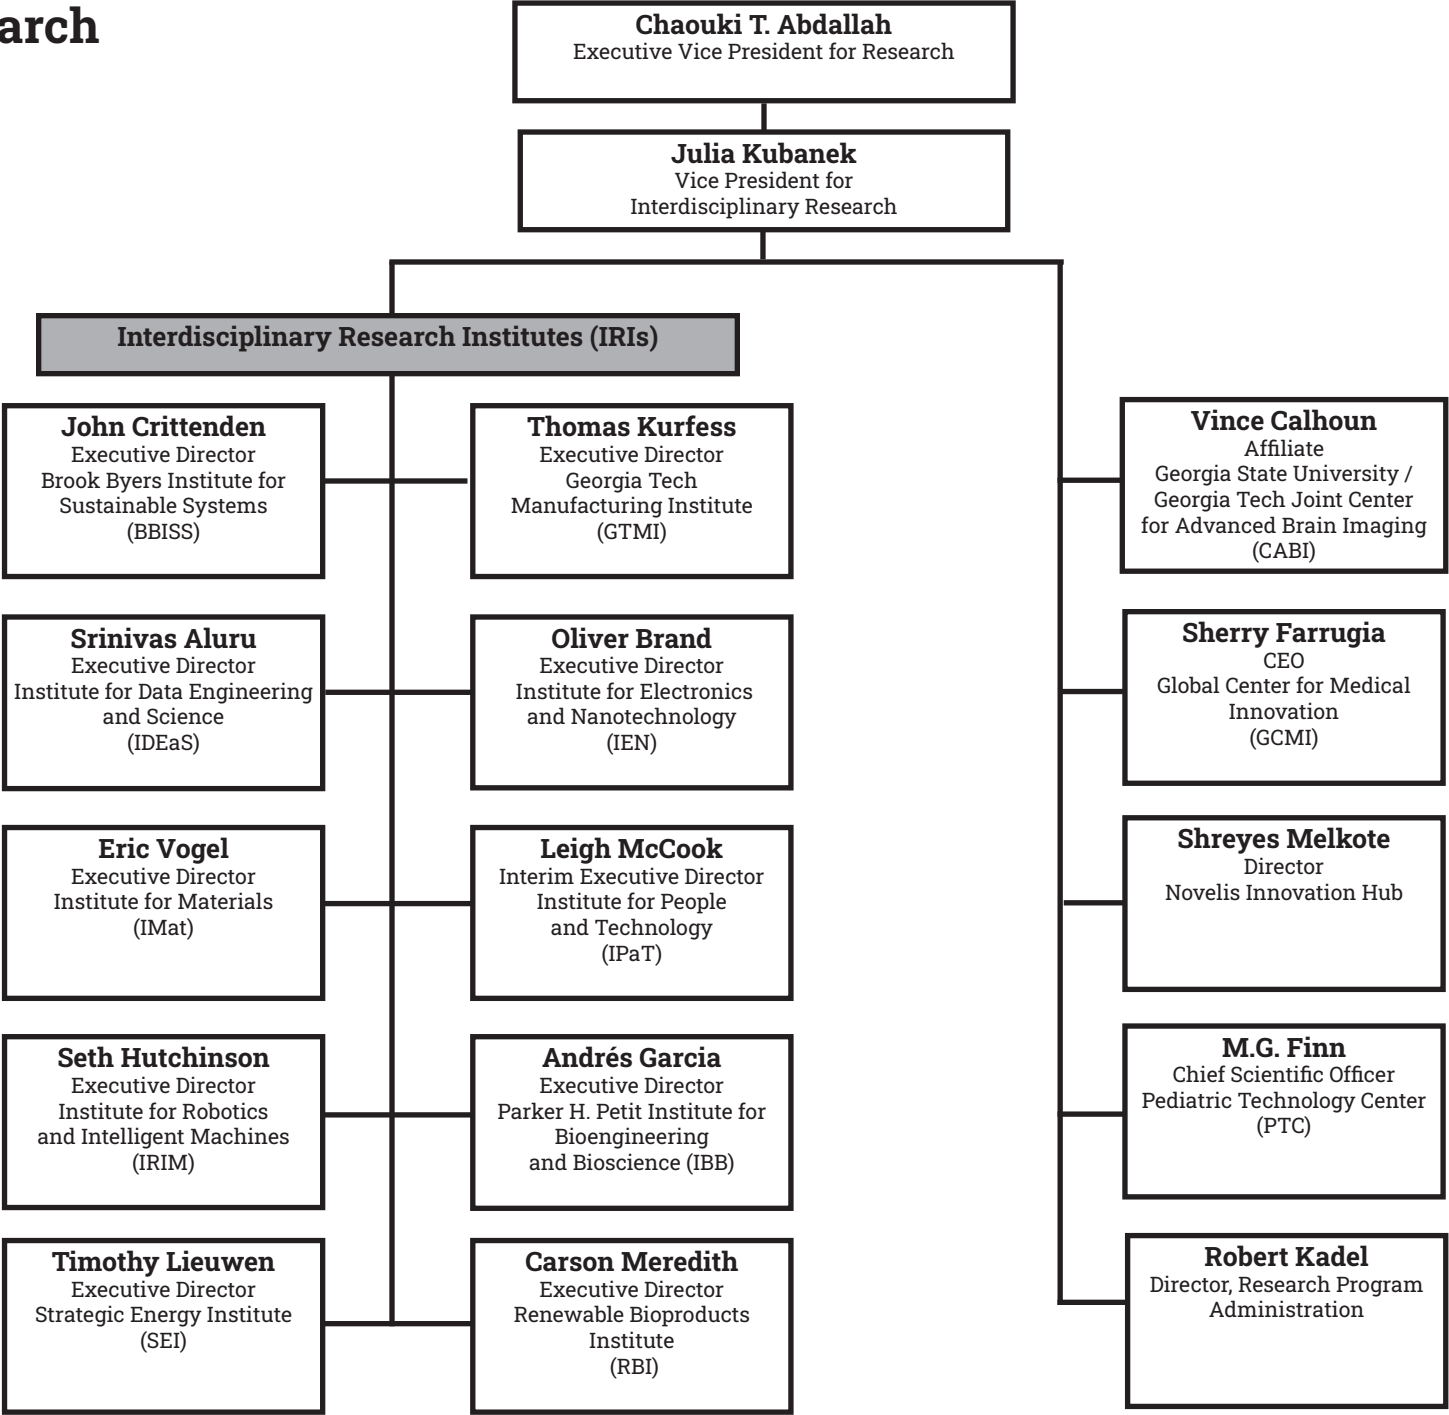 arch
Chaouki T. Abdallah
Executive Vice President for Research
Julia Kubanek
Vice President for
Interdisciplinary Research
Interdisciplinary Research Institutes (IRIs)
John Crittenden
Executive Director
Brook Byers Institute for
Sustainable Systems
(BBISS)
Thomas Kurfess
Executive Director
Georgia Tech
Manufacturing Institute
(GTMI)
Srinivas Aluru
Executive Director
Institute for Data Engineering
and Science
(IDEaS)
Oliver Brand
Executive Director
Institute for Electronics
and Nanotechnology
(IEN)
Eric Vogel
Executive Director
Institute for Materials
(IMat)
Leigh McCook
Interim Executive Director
Institute for People
and Technology
(IPaT)
Seth Hutchinson
Executive Director
Institute for Robotics
and Intelligent Machines
(IRIM)
Andrés Garcia
Executive Director
Parker H. Petit Institute for
Bioengineering
and Bioscience (IBB)
Timothy Lieuwen
Executive Director
Strategic Energy Institute
(SEI)
Carson Meredith
Executive Director
Renewable Bioproducts
Institute
(RBI)
Vince Calhoun
Affiliate
Georgia State University /
Georgia Tech Joint Center
for Advanced Brain Imaging
(CABI)
Sherry Farrugia
CEO
Global Center for Medical
Innovation
(GCMI)
Shreyes Melkote
Director
Novelis Innovation Hub
M.G. Finn
Chief Scientific Officer
Pediatric Technology Center
(PTC)
Robert Kadel
Director, Research Program
Administration